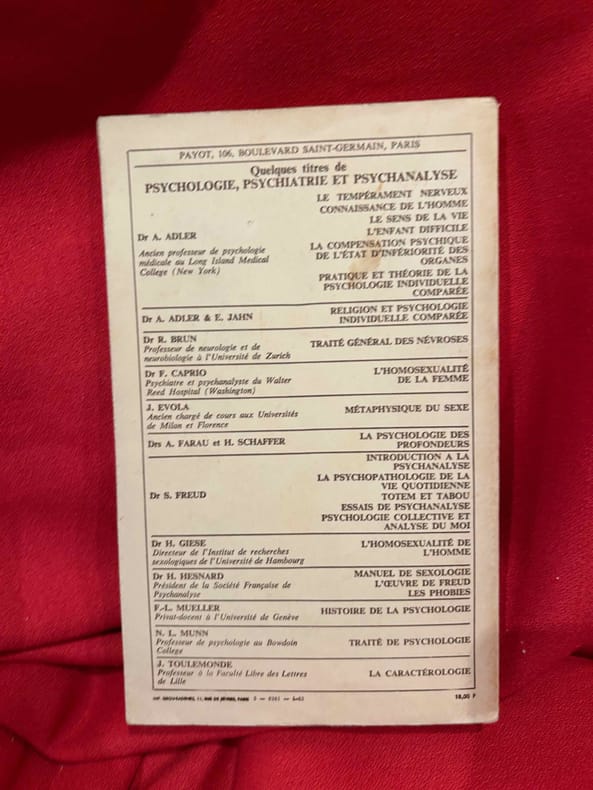 PAYOT, 106, BOULEVARD SAINT-GERMAIN, PARIS
Quelques titres de
PSYCHOLOGIE, PSYCHIATRIE ET PSYCHANALYSE
Dr A. ADLER
Ancien professeur de psychologie
médicale au Long Island Medical
College (New York)
LE TEMPÉRAMENT NERVEUX
CONNAISSANCE DE L'HOMME
LE SENS DE LA VIE
L'ENFANT DIFFICILE
LA COMPENSATION PSYCHIQUE
DE L'ÉTAT D'INFÉRIORITÉ DES
ORGANES
PRATIQUE ET THÉORIE DE LA
PSYCHOLOGIE INDIVIDUELLE
COMPARÉE
Dr A. ADLER & E. JAHN
RELIGION ET PSYCHOLOGIE
INDIVIDUELLE COMPARÉE
Dr R. BRUN
Professeur de neurologie et de
neurobiologie à l'Université de Zurich
TRAITÉ GÉNÉRAL DES NÉVROSES
Dr F. CAPRIO
Psychiatre et psychanalyste du Walter
Reed Hospital (Washington)
L'HOMOSEXUALITÉ
DE LA FEMME
J. EVOLA
Ancien chargé de cours aux Universités
de Milan et Florence
MÉTAPHYSIQUE DU SEXE
Drs A. FARAU et H. SCHAFFER
LA PSYCHOLOGIE DES
PROFONDEURS
Dr S. FREUD
INTRODUCTION A LA
PSYCHANALYSE
LA PSYCHOPATHOLOGIE DE LA
VIE QUOTIDIENNE
TOTEM ET TABOU
ESSAIS DE PSYCHANALYSE
PSYCHOLOGIE COLLECTIVE ET
ANALYSE DU MOI
Dr H. GIESE
Directeur de l'Institut de recherches
sexologiques de l'Université de Hambourg
L'HOMOSEXUALITÉ DE
L'HOMME
Dr H. HESNARD
Président de la Société Française de
Psychanalyse
MANUEL DE SEXOLOGIE
L'ŒUVRE DE FREUD
LES PHOBIES
F.-L. MUELLER
Privat-docent à l'Université de Genève
HISTOIRE DE LA PSYCHOLOGIE
N. L. MUNN
Professeur de psychologie au Bowdoin
College
TRAITÉ DE PSYCHOLOGIE
J. TOULEMONDE
Professeur à la Faculté Libre des Lettres
de Lille
LA CARACTÉROLOGIE
11, RUE DE SÈVRES, PARIS
18,00 F